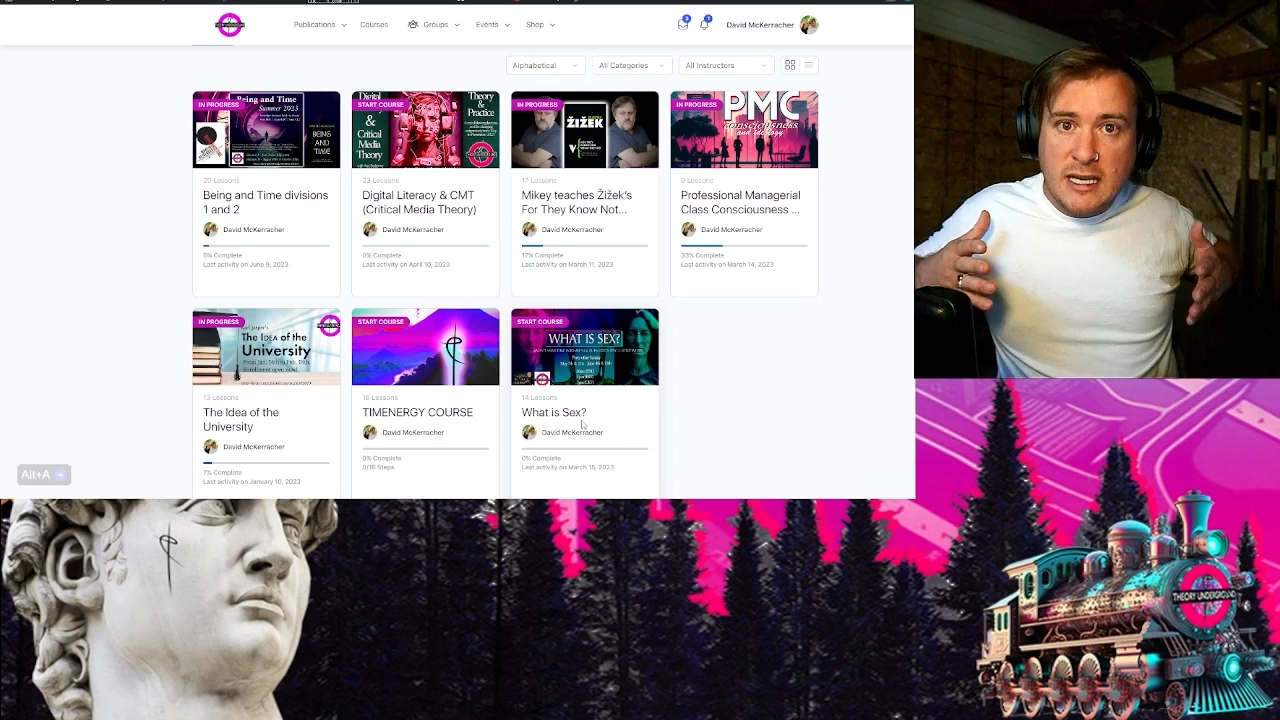 Publications
Courses
Groups
Events
Shop
3
1
David McKerracher
Alphabetical
All Categories
All Instructors
IN PROGRESS
Being and Time
Summer 2023
BEING
AND
TIME
20 Lessons
Being and Time divisions
1 and 2
David McKerracher
5% Complete
Last activity on June 9, 2023
START COURSE
Digital
& Critical
Media
Theory
Theory
& Practice
23 Lessons
Digital Literacy & CMT
(Critical Media Theory)
David McKerracher
0% Complete
Last activity on April 10, 2023
IN PROGRESS
ŽIŽEK
17 Lessons
Mikey teaches Žižek's
For They Know Not...
David McKerracher
17% Complete
Last activity on March 11, 2023
IN PROGRESS
PMC
consciousness
and ideology
9 Lessons
Professional Managerial
Class Consciousness ...
David McKerracher
33% Complete
Last activity on March 14, 2023
IN PROGRESS
The IDEA of the
University
13 Lessons
The Idea of the
University
David McKerracher
7% Complete
Last activity on January 10, 2023
START COURSE
16 Lessons
TIMENERGY COURSE
David McKerracher
0% Complete
0/16 Steps
START COURSE
WHAT IS SEX?
14 Lessons
What is Sex?
David McKerracher
0% Complete
Last activity on March 15, 2023
Alt+A
THEORY UNDERGROUND